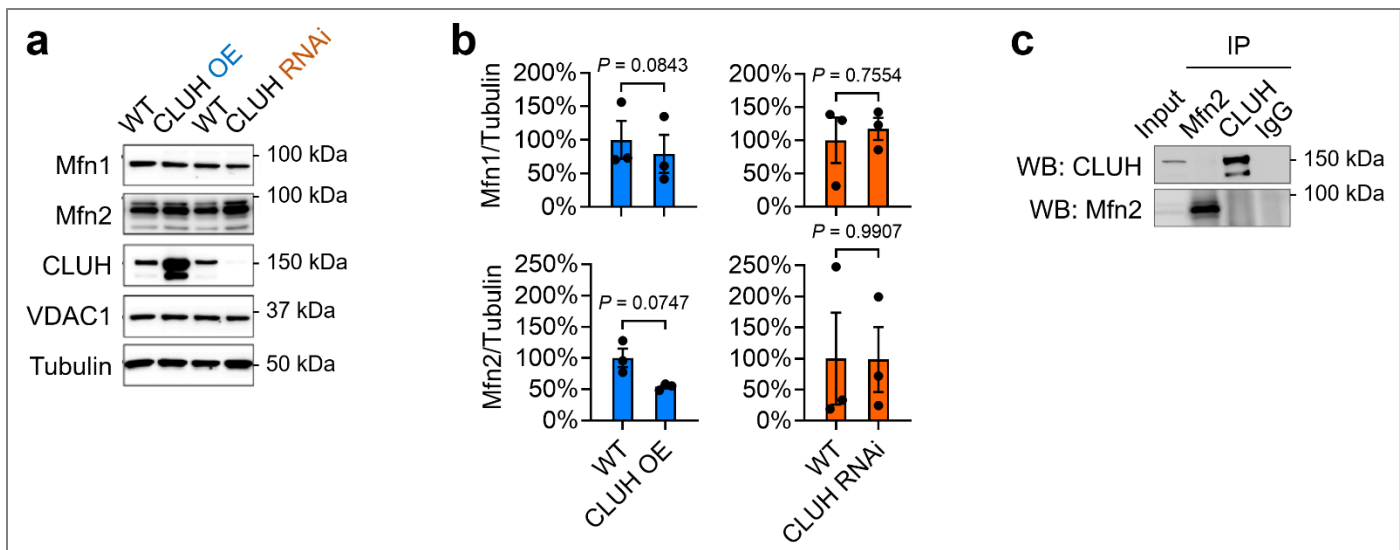 a
WT
CLUH OE
WT
CLUH RNAi
Mfn1
100 kDa
Mfn2
100 kDa
CLUH
150 kDa
VDAC1
37 kDa
Tubulin
50 kDa
b
Mfn1/Tubulin
200%
150%
100%
50%
0%
P = 0.0843
200%
150%
100%
50%
0%
P = 0.7554
Mfn2/Tubulin
250%
200%
150%
100%
50%
0%
P = 0.0747
WT
CLUH OE
250%
200%
150%
100%
50%
0%
P = 0.9907
WT
CLUH RNAi
c
IP
Input
Mfn2
CLUH
IgG
WB: CLUH
150 kDa
100 kDa
WB: Mfn2